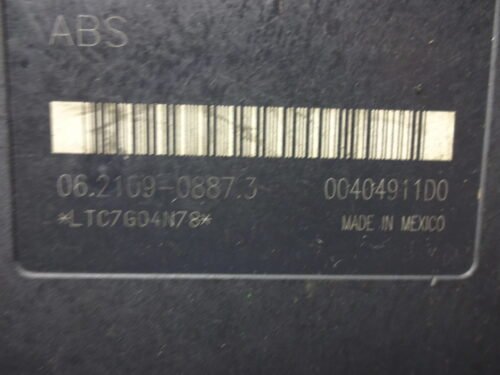 ABS
06.2109-0887.3 00404911D0
*LTC7G04N78*
MADE IN MEXICO